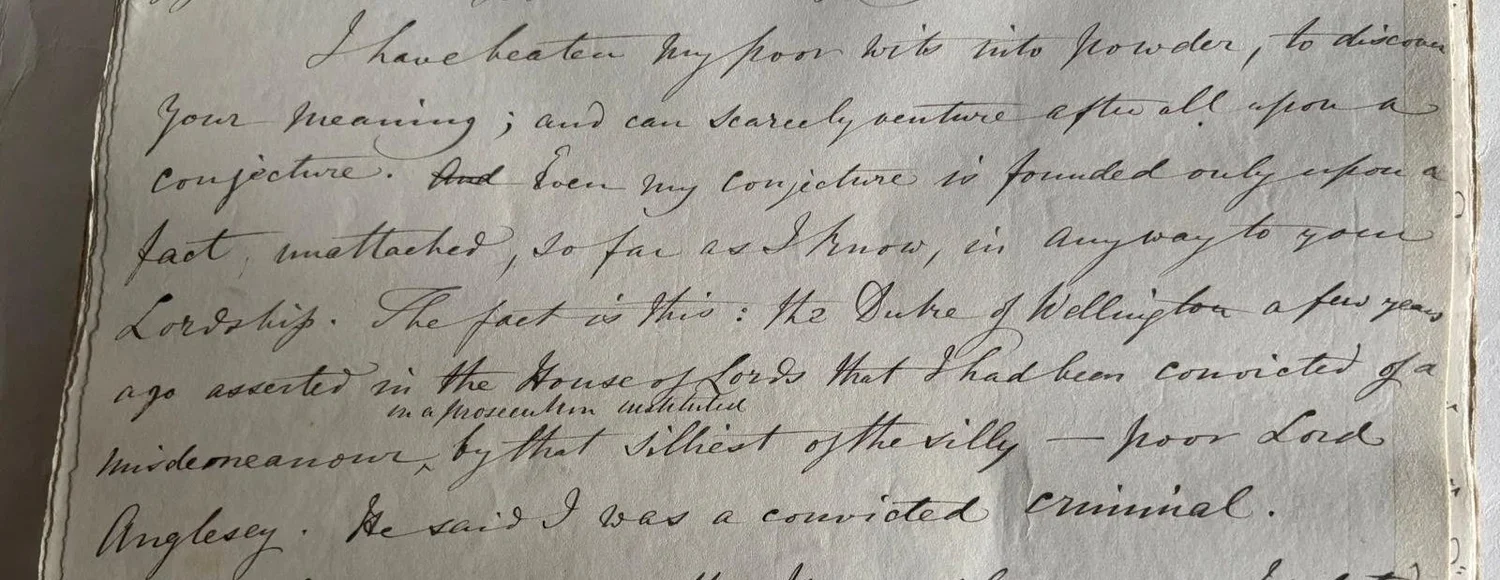 I have beaten my poor wits into powder, to discover
your meaning; and can scarcely venture after all upon a
conjecture. And Even my conjecture is founded only upon a
fact, unattached, so far as I know, in any way to your
Lordship. The fact is this: the Duke of Wellington a few years
ago asserted in the House of Lords that I had been convicted of a
in a prosecution instituted
misdemeanour, by that silliest of the silly — poor Lord
Anglesey. He said I was a convicted criminal.